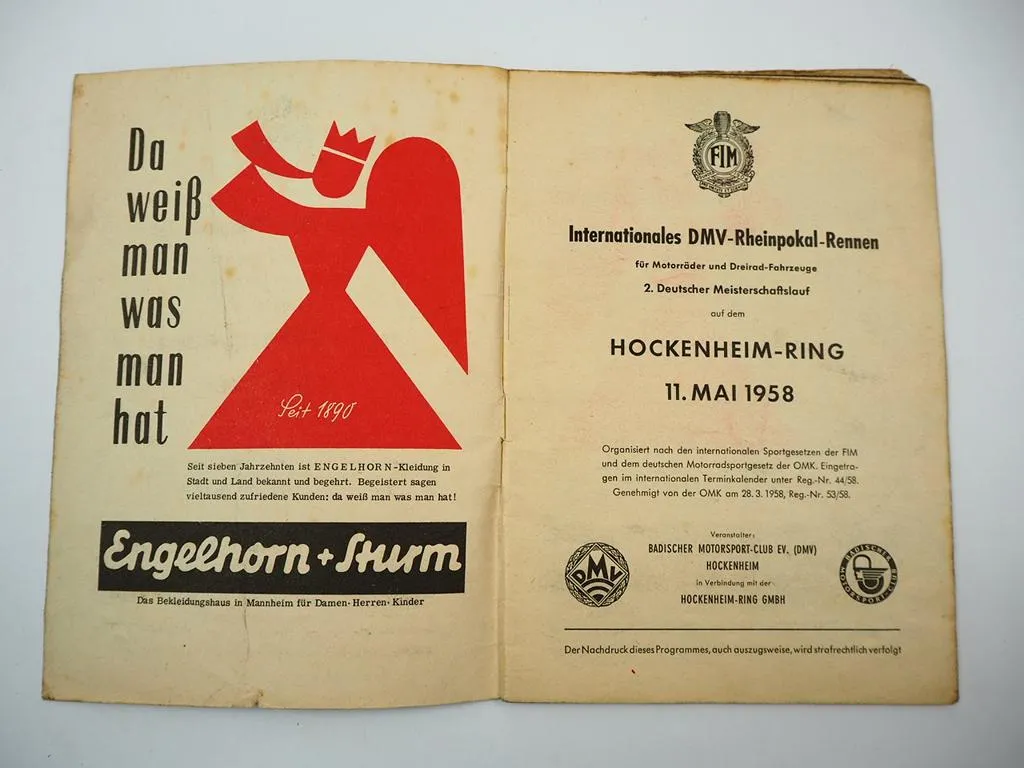 Da
weiß
man
was
man
hat
Seit 1890
Seit sieben Jahrzehnten ist ENGELHORN-Kleidung in
Stadt und Land bekannt und begehrt. Begeistert sagen
vieltausend zufriedene Kunden: da weiß man was man hat!
Engelhorn + Sturm
Das Bekleidungshaus in Mannheim für Damen · Herren · Kinder
FIM
Internationales DMV-Rheinpokal-Rennen
für Motorräder und Dreirad-Fahrzeuge
2. Deutscher Meisterschaftslauf
auf dem
HOCKENHEIM-RING
11. MAI 1958
Organisiert nach den internationalen Sportgesetzen der FIM
und dem deutschen Motorradsportgesetz der OMK. Eingetra-
gen im internationalen Terminkalender unter Reg.-Nr. 44/58.
Genehmigt von der OMK am 28. 3. 1958, Reg.-Nr. 53/58.
Veranstalter:
BADISCHER MOTORSPORT-CLUB EV. (DMV)
HOCKENHEIM
in Verbindung mit der
HOCKENHEIM-RING GMBH
DMV
BADISCHER
Der Nachdruck dieses Programmes, auch auszugsweise, wird strafrechtlich verfolgt